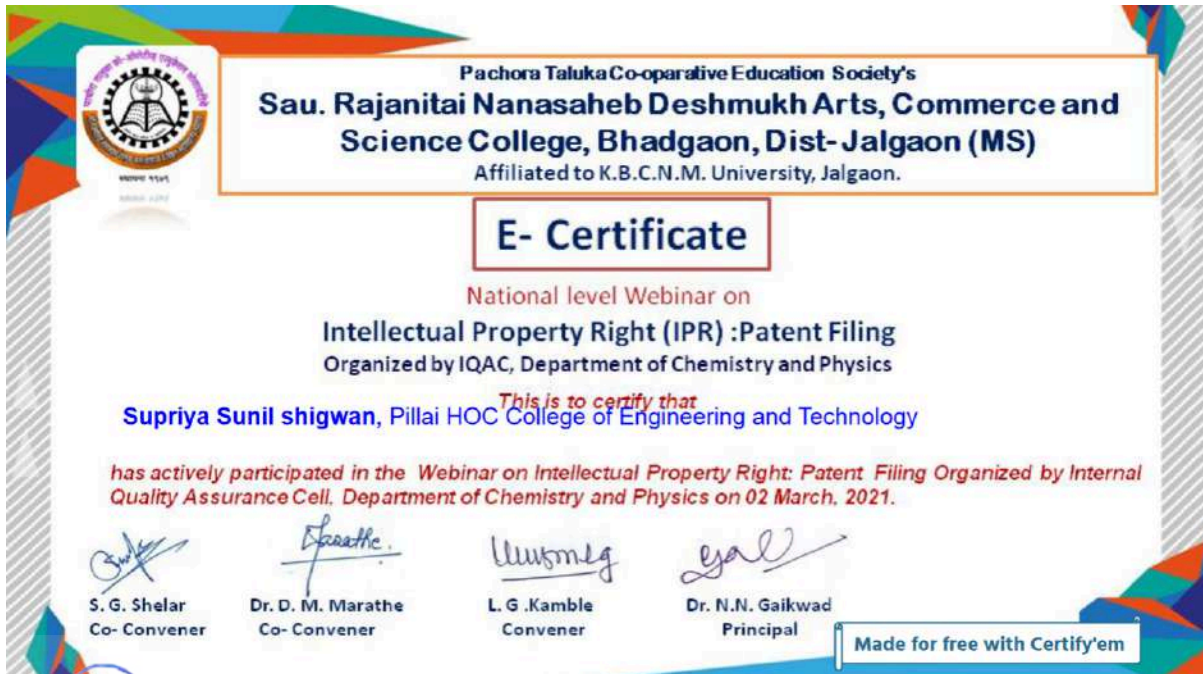 Pachora Taluka Co-oparative Education Society's
Sau. Rajanitai Nanasaheb Deshmukh Arts, Commerce and
Science College, Bhadgaon, Dist-Jalgaon (MS)
Affiliated to K.B.C.N.M. University, Jalgaon.
E- Certificate
National level Webinar on
Intellectual Property Right (IPR) :Patent Filing
Organized by IQAC, Department of Chemistry and Physics
This is to certify that
Supriya Sunil shigwan, Pillai HOC College of Engineering and Technology
has actively participated in the Webinar on Intellectual Property Right: Patent Filing Organized by Internal
Quality Assurance Cell, Department of Chemistry and Physics on 02 March, 2021.
Marathe.
S. G. Shelar
Dr. D. M. Marathe
L. G .Kamble
Dr. N.N. Gaikwad
Co- Convener
Co- Convener
Convener
Principal
Made for free with Certify'em